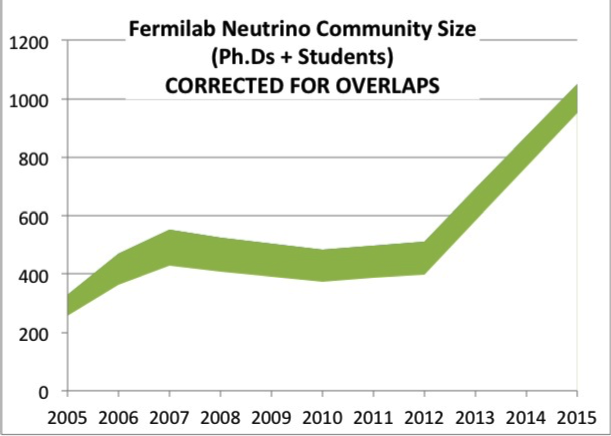 Fermilab Neutrino Community Size
(Ph.Ds + Students)
CORRECTED FOR OVERLAPS
1200
1000
800
600
400
200
0
2005 2006 2007 2008 2009 2010 2011 2012 2013 2014 2015